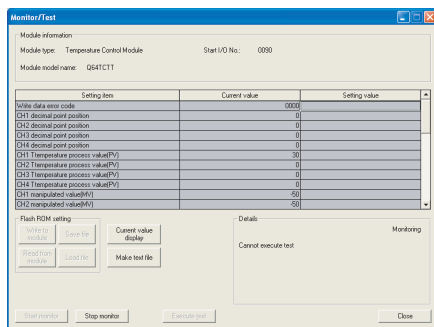 Monitor/Test
Module information
Module type: Temperature Control Module Start I/O No.: 0090
Module model name: Q64TCTT
Setting item Current value Setting value
Write data error code 0000
CH1 decimal point position 0
CH2 decimal point position 0
CH3 decimal point position 0
CH4 decimal point position 0
CH1 Ttemperature process value(PV) 30
CH2 Ttemperature process value(PV) 0
CH3 Ttemperature process value(PV) 0
CH4 Ttemperature process value(PV) 0
CH1 manipulated value(MV) -50
CH2 manipulated value(MV) -50
Flash ROM setting
Write to module
Save file
Current value display
Read from module
Load file
Make text file
Details
Monitoring
Cannot execute test
Start monitor Stop monitor Execute test Close